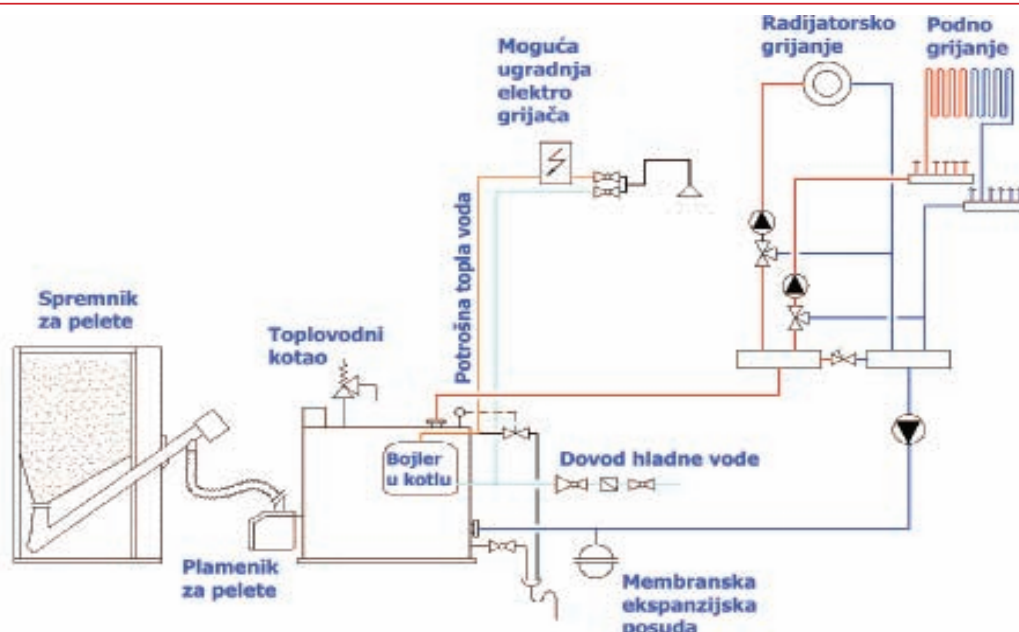 Moguća
ugradnja
elektro
grijača
Radijatorsko
grijanje
Podno
grijanje
Potrošna topla voda
Spremnik
za pelete
Toplovodni
kotao
Bojler
u kotlu
Dovod hladne vode
Plamenik
za pelete
Membranska
ekspanzijska
posuda